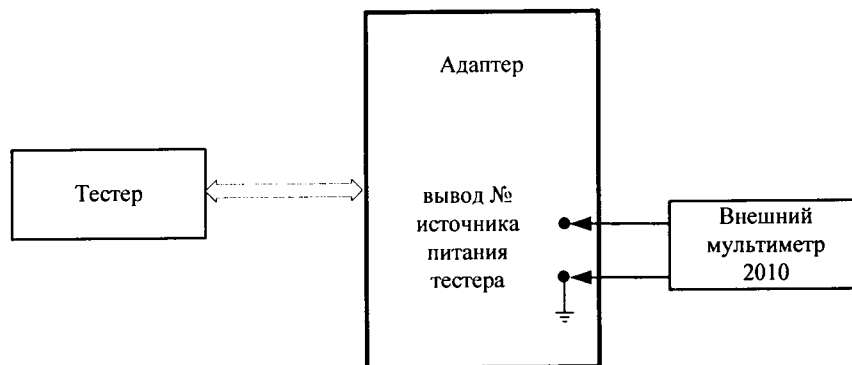 Адаптер
Тестер
вывод №
источника
питания
тестера
Внешний
мультиметр
2010